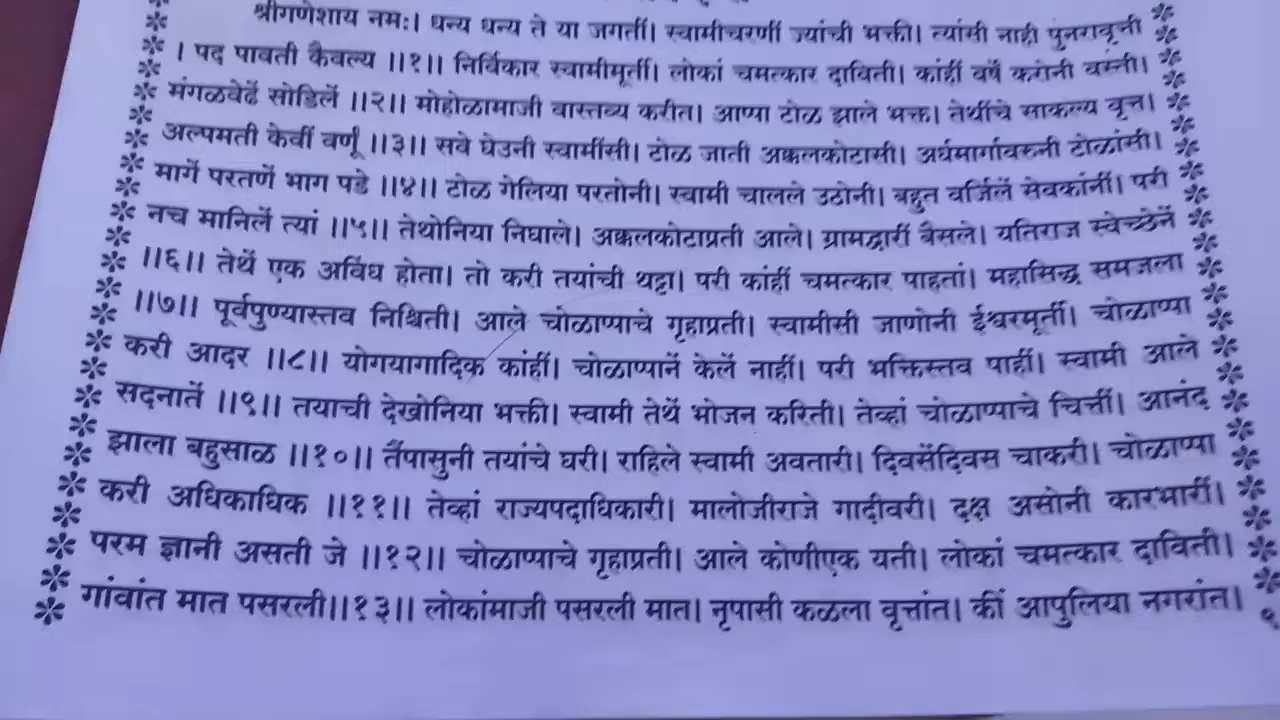 श्रीगणेशाय नमः। धन्य धन्य ते या जगतीं। स्वामीचरणीं ज्यांची भक्ती। त्यांसी नाही पुनरावृत्ती
। पद पावती कैवल्य ।।१।। निर्विकार स्वामीमूर्ती। लोकां चमत्कार दाविती। कांहीं वर्षे करोनी वस्ती।
मंगळवेढें सोडिलें ।।२।। मोहोळामाजी वास्तव्य करीत। आप्पा टोळ झाले भक्त। तेथींचे साकल्य वृत्त।
अल्पमती केवीं वर्णू ।।३।। सवे घेउनी स्वामींसी। टोळ जाती अक्कलकोटासी। अर्धमार्गावरुनी टोळांसी।
मागें परतणें भाग पडे ।।४।। टोळ गेलिया परतोनी। स्वामी चालले उठोनी। बहुत वर्जिलें सेवकांनीं। परी
नच मानिलें त्यां ।।५।। तेथोनिया निघाले। अक्कलकोटाप्रती आले। ग्रामद्वारीं बैसले। यतिराज स्वेच्छेनें
।।६।। तेथें एक अविंध होता। तो करी तयांची थट्टा। परी कांहीं चमत्कार पाहतां। महासिद्ध समजला
।।७।। पूर्वपुण्यास्तव निश्चिती। आले चोळाप्पाचे गृहाप्रती। स्वामीसी जाणोनी ईश्वरमूर्ती। चोळाप्पा
करी आदर ।।८।। योगयागादिक कांहीं। चोळाप्पानें केलें नाहीं। परी भक्तिस्तव पाहीं। स्वामी आले
सदनातें ।।९।। तयाची देखोनिया भक्ती। स्वामी तेथें भोजन करिती। तेव्हां चोळाप्पाचे चित्तीं। आनंद
झाला बहुसाळ ।।१०।। तैंपासुनी तयांचे घरी। राहिले स्वामी अवतारी। दिवसेंदिवस चाकरी। चोळाप्पा
करी अधिकाधिक ।।११।। तेव्हां राज्यपदाधिकारी। मालोजीराजे गादीवरी। दक्ष असोनी कारभारीं।
परम ज्ञानी असती जे ।।१२।। चोळाप्पाचे गृहाप्रती। आले कोणीएक यती। लोकां चमत्कार दाविती।
गांवांत मात पसरली।।१३।। लोकांमाजी पसरली मात। नृपासी कळला वृत्तांत। कीं आपुलिया नगरांत।